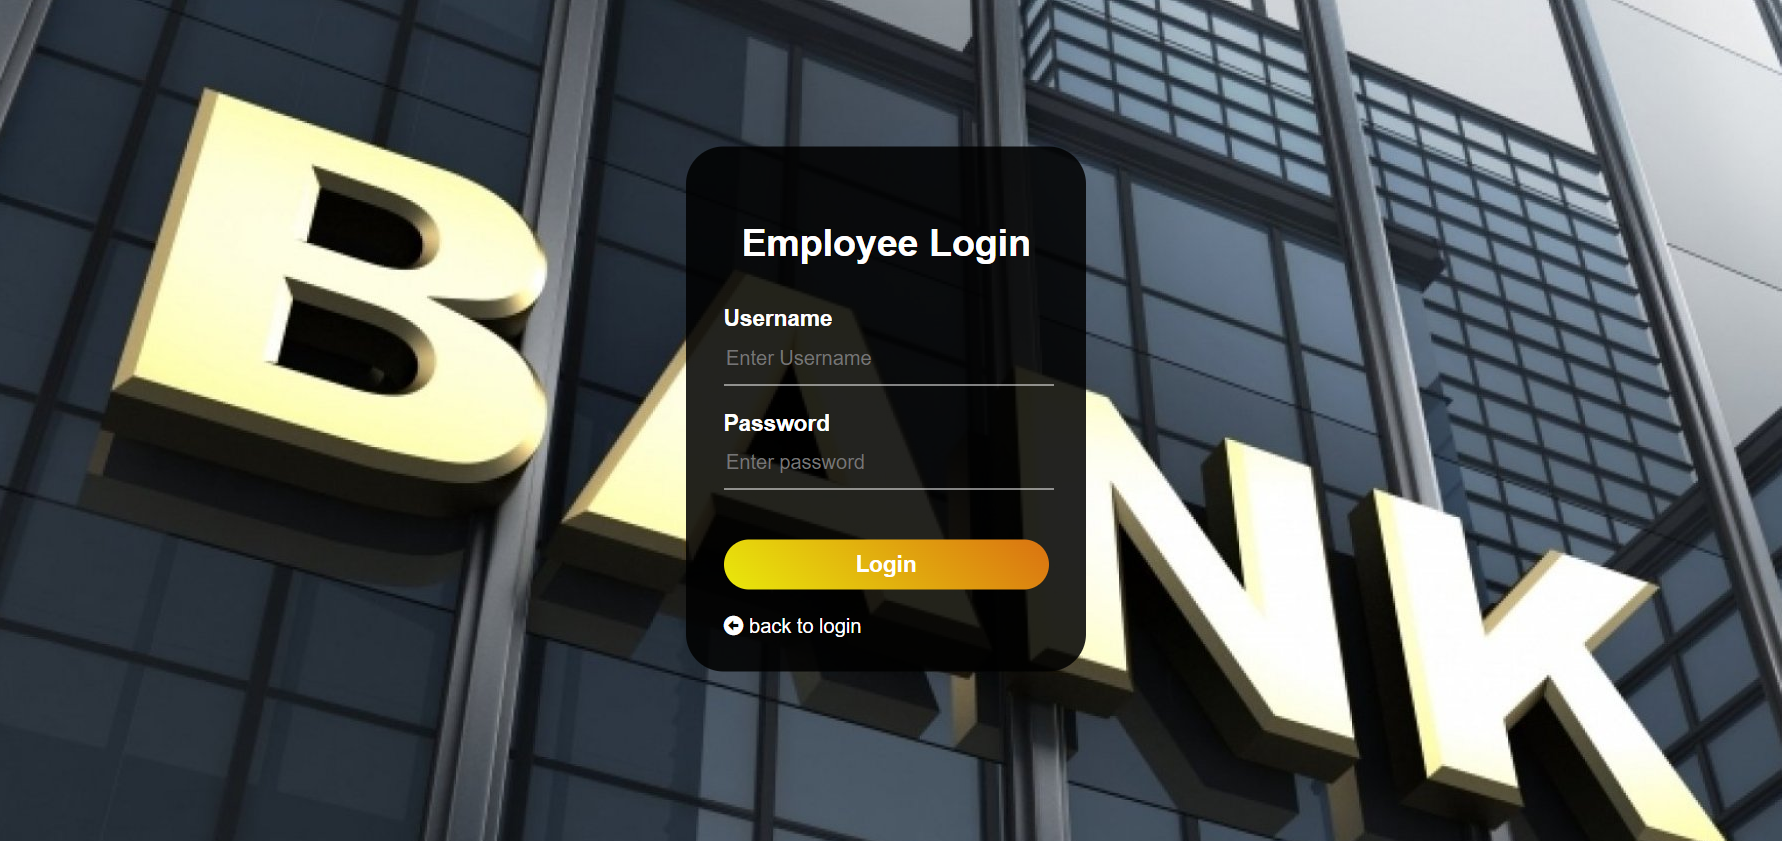 BANK
Employee Login
Username
Enter Username
Password
Enter password
Login
back to login